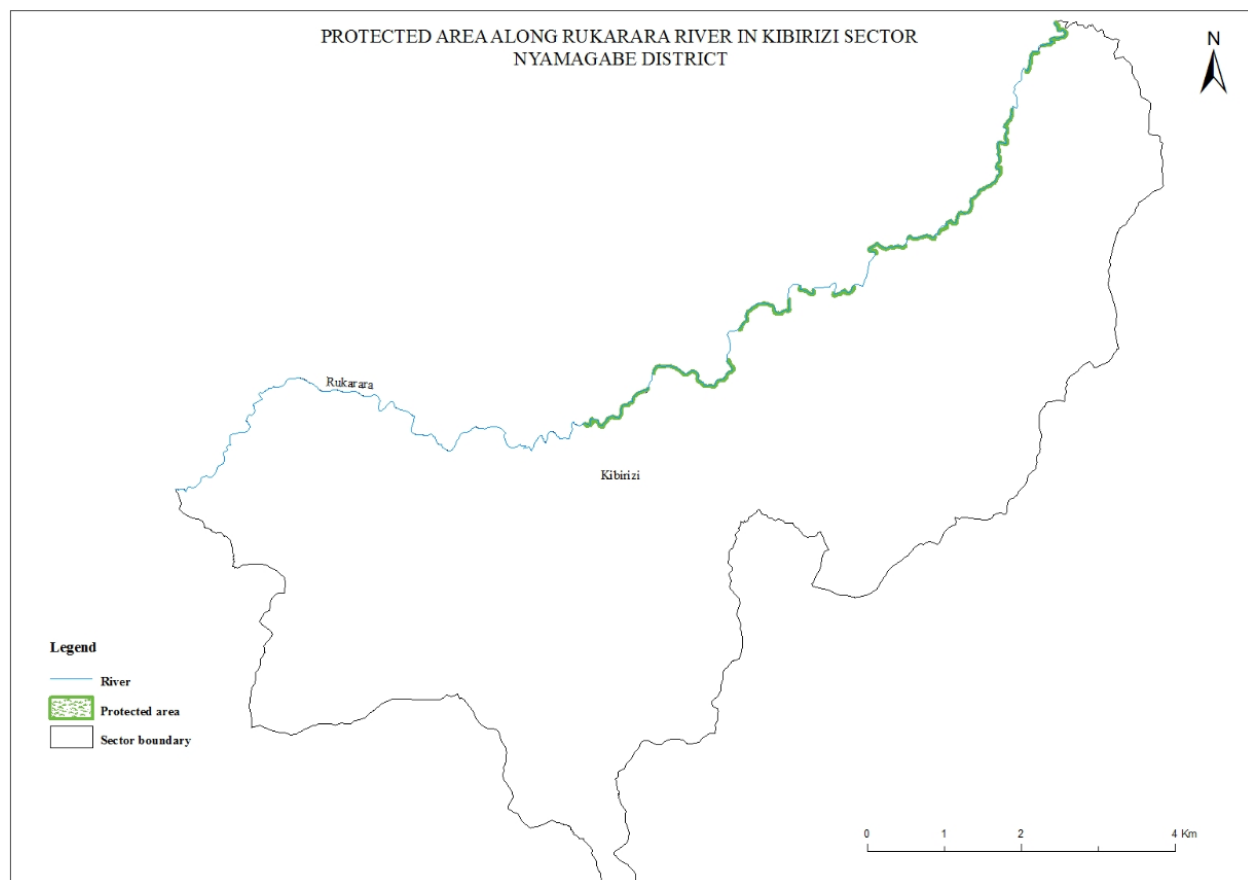 PROTECTED AREA ALONG RUKARARA RIVER IN KIBIRIZI SECTOR
NYAMAGABE DISTRICT
N
Rukarara
Kibirizi
Legend
River
Protected area
Sector boundary
0 1 2 4 Km